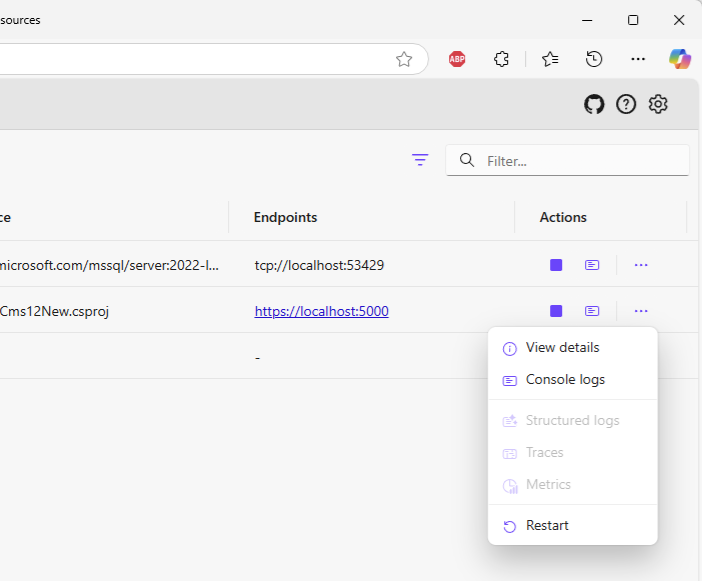 sources
ABP
Filter...
ce
Endpoints
Actions
microsoft.com/mssql/server:2022-l...
tcp://localhost:53429
Cms12New.csproj
https://localhost:5000
-
View details
Console logs
Structured logs
Traces
Metrics
Restart